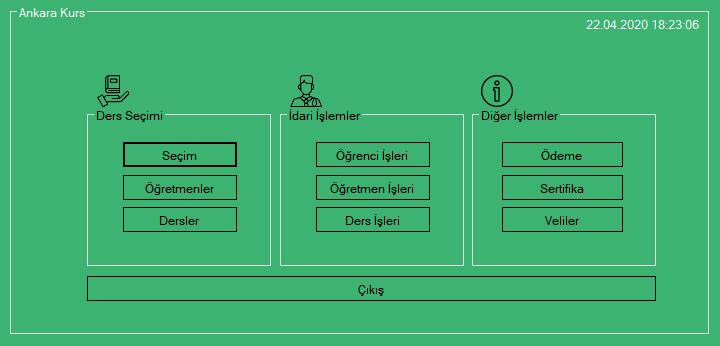 Ankara Kurs
22.04.2020 18:23:06
Ders Seçimi
Seçim
Öğretmenler
Dersler
İdari İşlemler
Öğrenci İşleri
Öğretmen İşleri
Ders İşleri
Diğer İşlemler
Ödeme
Sertifika
Veliler
Çıkış